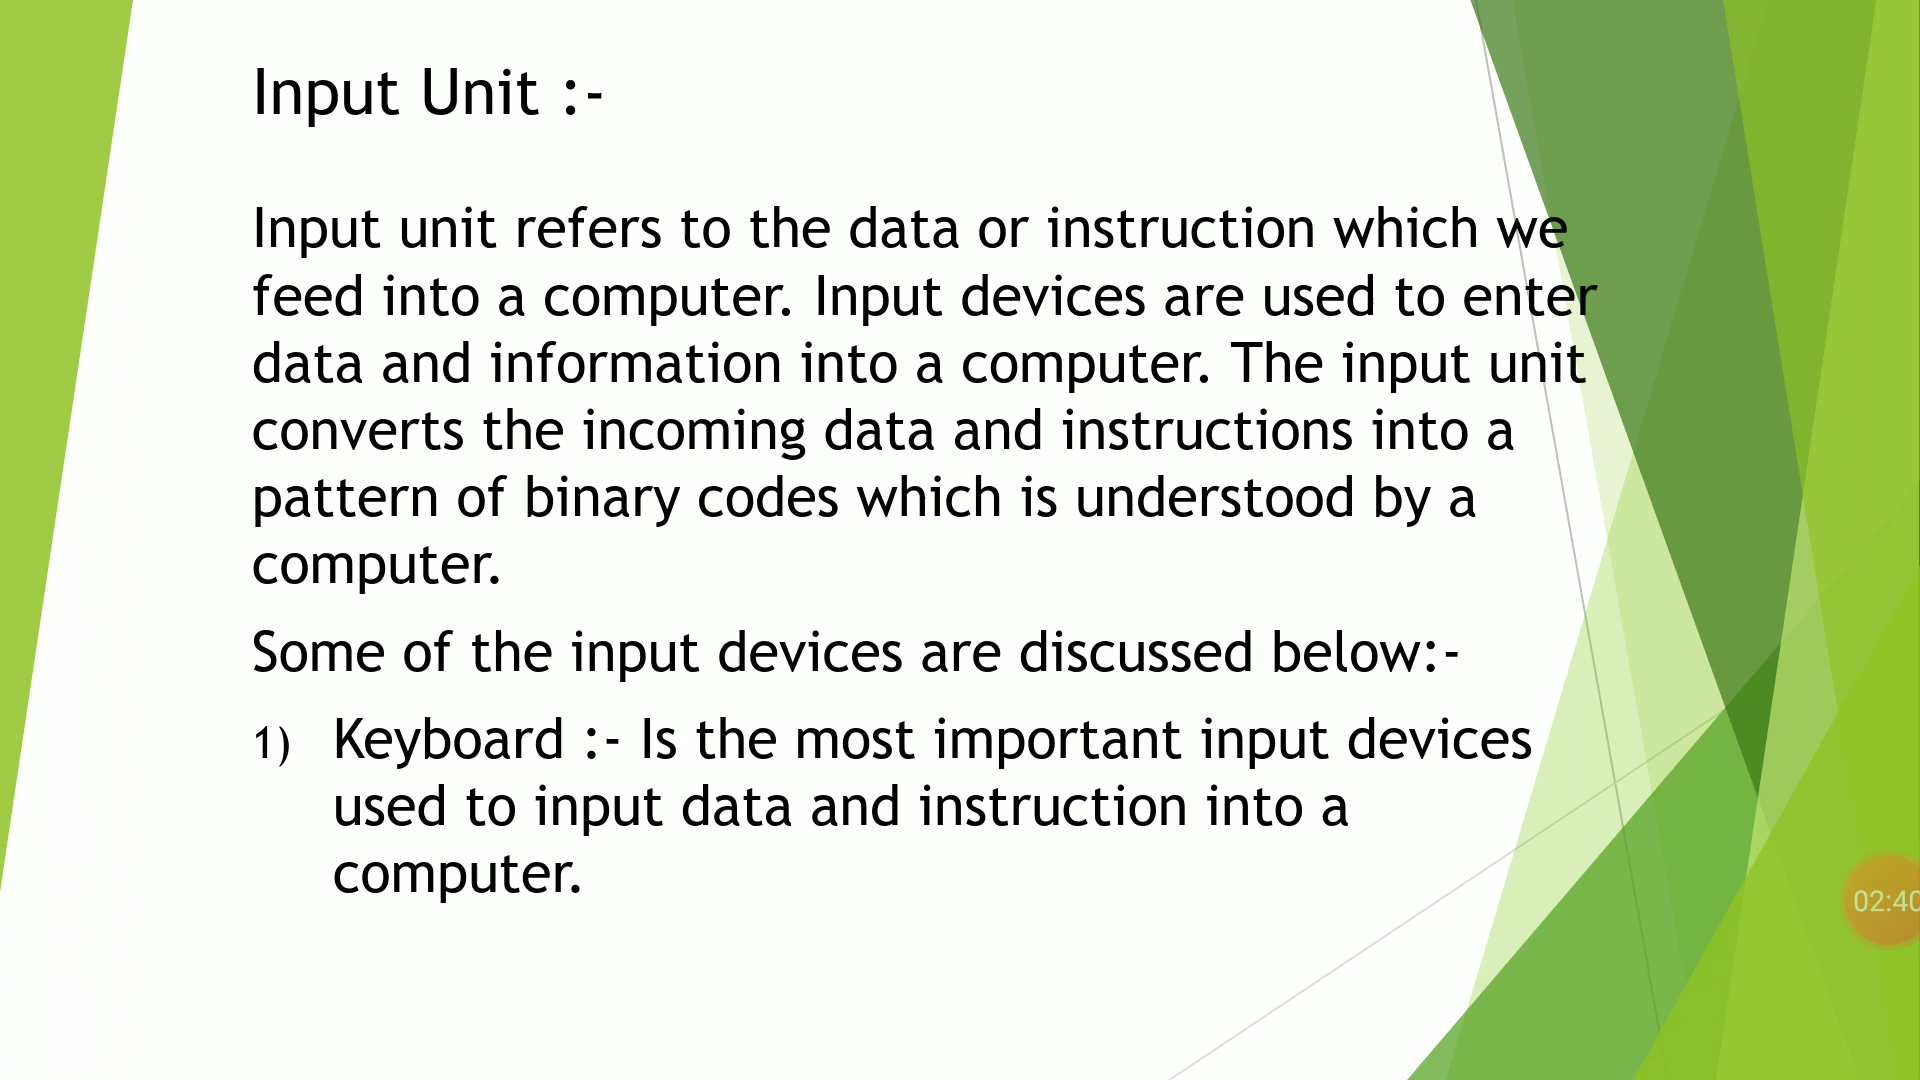 Input Unit :-
Input unit refers to the data or instruction which we
feed into a computer. Input devices are used to enter
data and information into a computer. The input unit
converts the incoming data and instructions into a
pattern of binary codes which is understood by a
computer.
Some of the input devices are discussed below:-
1) Keyboard :- Is the most important input devices
used to input data and instruction into a
computer.
02:40